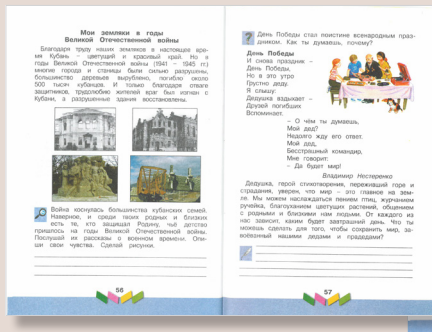 Мои земляки в годы
Великой Отечественной войны
Благодаря труду наших земляков в настоящее вре-
мя Кубань – цветущий и красивый край. Но в
годы Великой Отечественной войны (1941 – 1945 гг.)
многие города и станицы были сильно разрушены,
большинство деревьев вырублено, погибло около
500 тысяч кубанцев. И только благодаря отваге
защитников, трудолюбию жителей враг был изгнан с
Кубани, а разрушенные здания восстановлены.
Война коснулась большинства кубанских семей.
Наверное, и среди твоих родных и близких
есть те, кто защищал Родину, чьё детство
пришлось на годы Великой Отечественной войны.
Послушай их рассказы о военном времени. Опи-
ши свои чувства. Сделай рисунки.
56
День Победы стал поистине всенародным праз-
дником. Как ты думаешь, почему?
День Победы
И снова праздник –
День Победы,
Но в это утро
Грустно деду.
Я слышу:
Дедушка вздыхает –
Друзей погибших
Вспоминает.
– О чём ты думаешь,
Мой дед?
Недолго жду его ответ.
Мой дед,
Бесстрашный командир,
Мне говорит:
– Да будет мир!
Владимир Нестеренко
Дедушка, герой стихотворения, переживший горе и
страдания, уверен, что мир – это главное на зем-
ле. Мы можем наслаждаться пением птиц, журчанием
ручейка, благоуханием цветущих растений, общением
с родными и близкими нам людьми. От каждого из
нас зависит, каким будет завтрашний день. Что ты
можешь сделать для того, чтобы сохранить мир, за-
воёванный нашими дедами и прадедами?
57